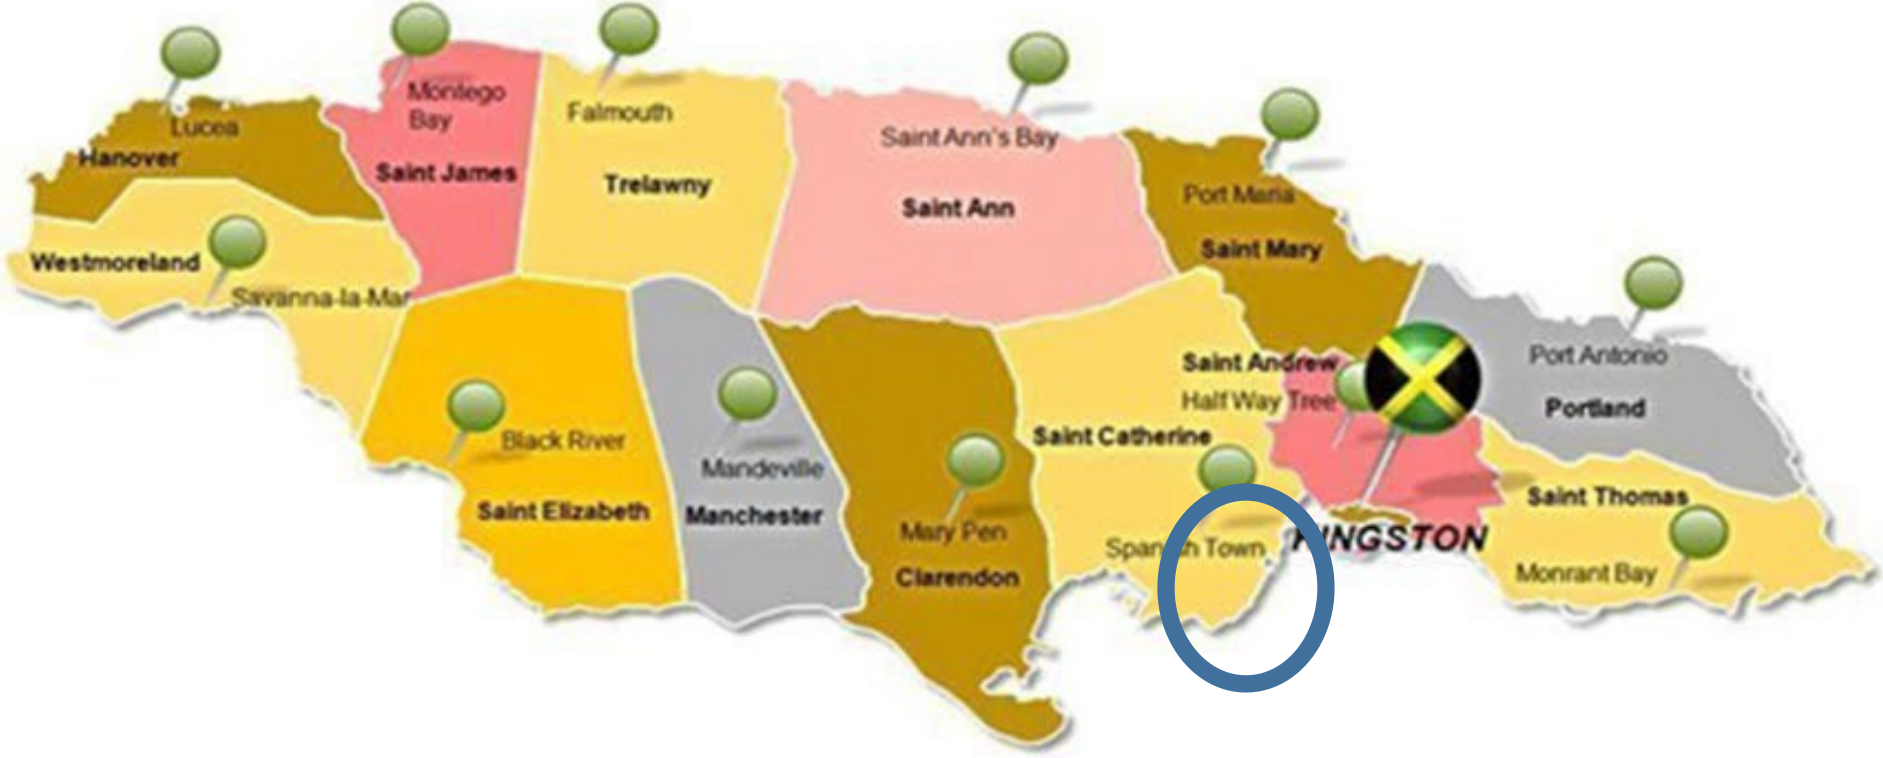 Montego
Bay
Falmouth
Lucea
Saint Ann's Bay
Hanover
Saint James
Trelawny
Port Maria
Saint Ann
Saint Mary
Westmoreland
Savanna-la-Mar
Port Antonio
Saint Andrew
Half Way Tree
Portland
Saint Catherine
Black River
Mandeville
Saint Elizabeth
Manchester
Saint Thomas
Mary Pen
KINGSTON
Spanish Town
Clarendon
Monrant Bay